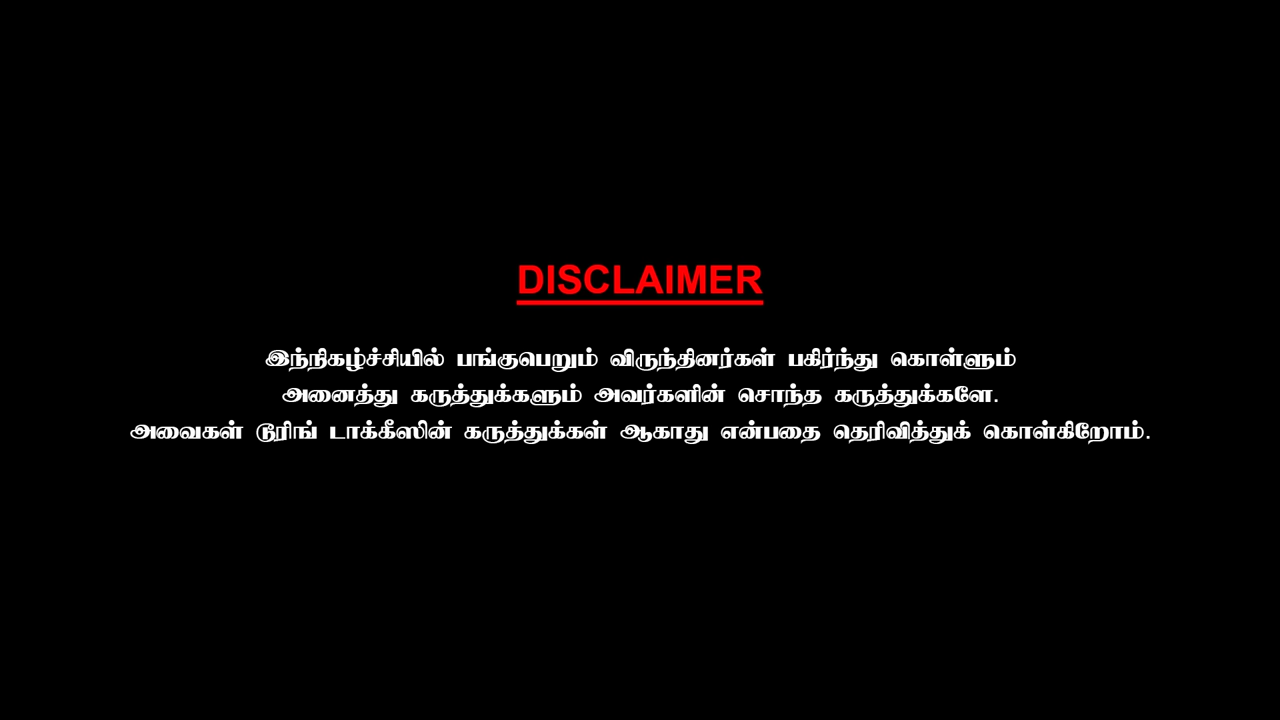 DISCLAIMER
இந்நிகழ்ச்சியில் பங்குபெறும் விருந்தினர்கள் பகிர்ந்து கொள்ளும்
அனைத்து கருத்துக்களும் அவர்களின் சொந்த கருத்துக்களே.
அவைகள் டூரிங் டாக்கீஸின் கருத்துக்கள் ஆகாது என்பதை தெரிவித்துக் கொள்கிறோம்.